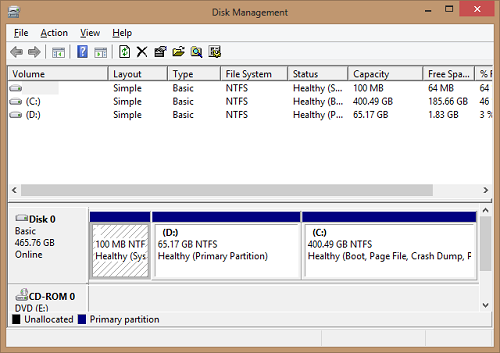 Disk Management
File Action View Help
Volume Layout Type File System Status Capacity Free Spa... % F
Simple Basic NTFS Healthy (S... 100 MB 64 MB 64
(C:) Simple Basic NTFS Healthy (B... 400.49 GB 185.66 GB 46
(D:) Simple Basic NTFS Healthy (P... 65.17 GB 1.83 GB 3 %
Disk 0
Basic
465.76 GB
Online
100 MB NTF
Healthy (Sys
(D:)
65.17 GB NTFS
Healthy (Primary Partition)
(C:)
400.49 GB NTFS
Healthy (Boot, Page File, Crash Dump, P
CD-ROM 0
DVD (E:)
Unallocated Primary partition